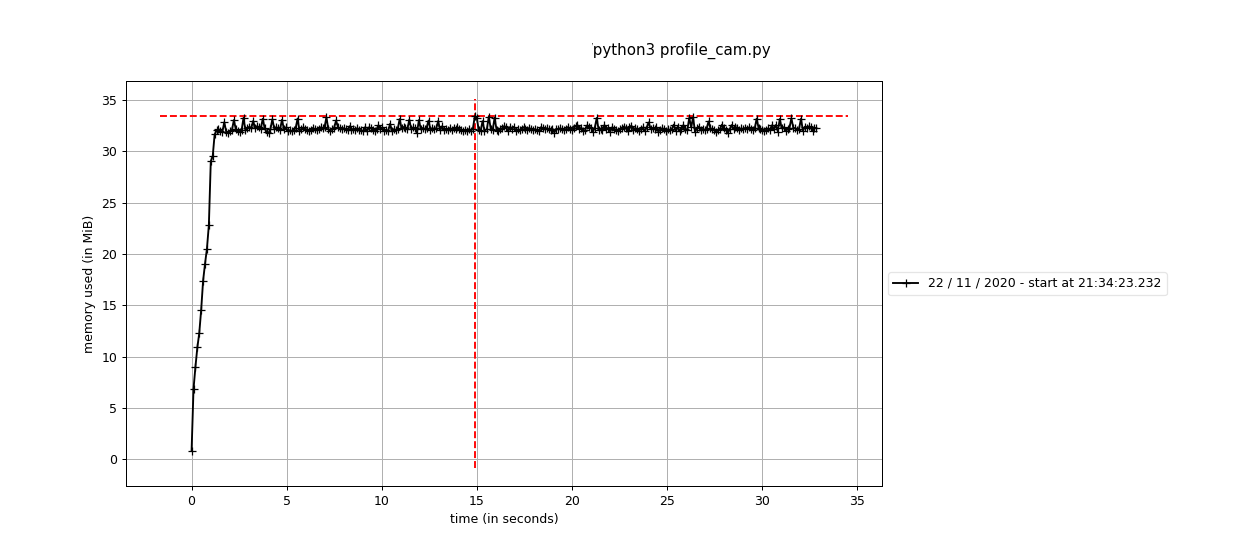 python3 profile_cam.py
35
30
25
20
15
10
5
0
memory used (in MiB)
0 5 10 15 20 25 30 35
time (in seconds)
22 / 11 / 2020 - start at 21:34:23.232